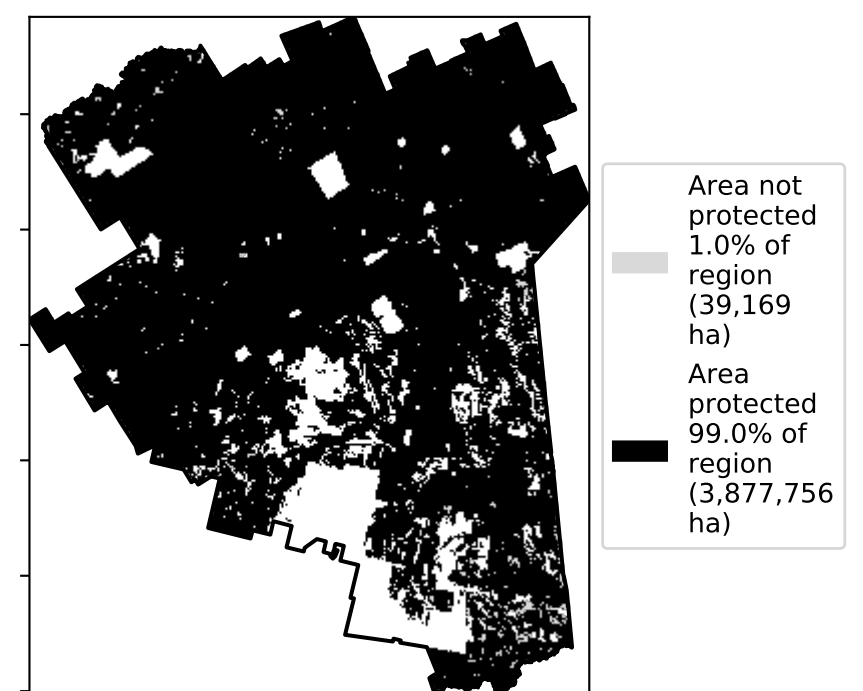 Area not
protected
1.0% of
region
(39,169
ha)
Area
protected
99.0% of
region
(3,877,756
ha)